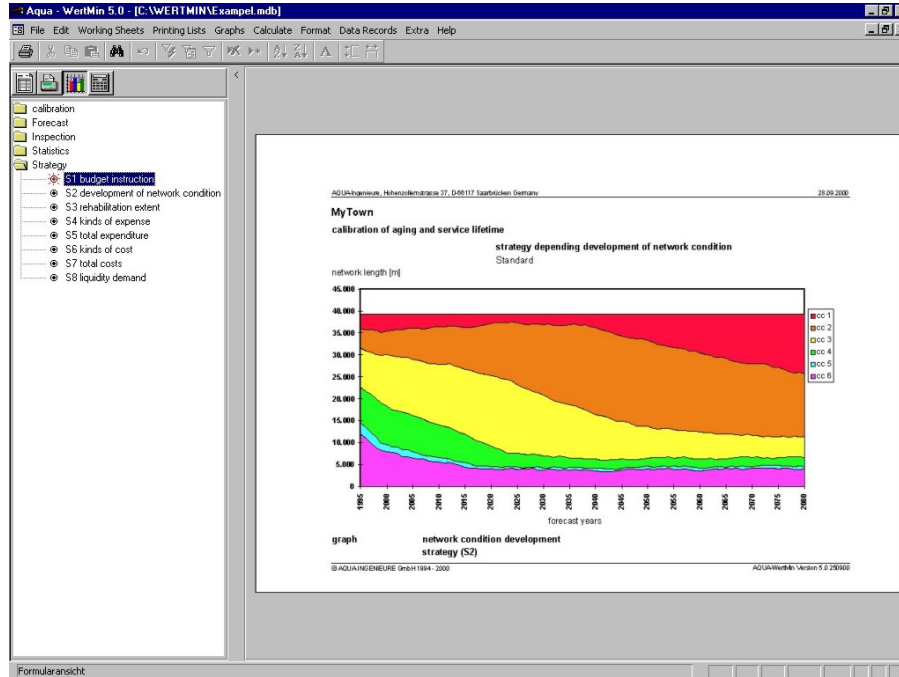 Aqua - WertMin 5.0 - [C:\WERTMIN\Exampel.mdb]
File Edit Working Sheets Printing Lists Graphs Calculate Format Data Records Extra Help
calibration
Forecast
Inspection
Statistics
Strategy
S1 budget instruction
S2 development of network condition
S3 rehabilitation extent
S4 kinds of expense
S5 total expenditure
S6 kinds of cost
S7 total costs
S8 liquidity demand
AQUA-Ingenieure, Hohenzollernstrasse 37, D-66117 Saarbrücken Germany 28.09.2000
MyTown
calibration of aging and service lifetime
strategy depending development of network condition
Standard
network length [m]
45.000
40.000
35.000
30.000
25.000
20.000
15.000
10.000
5.000
0
1995 2000 2005 2010 2015 2020 2025 2030 2035 2040 2045 2050 2055 2060 2065 2070 2075 2080
forecast years
cc 1
cc 2
cc 3
cc 4
cc 5
cc 6
graph network condition development
strategy (S2)
© AQUA-INGENIEURE GmbH 1994 - 2000 AQUA-WertMin Version 5.0 250900
Formularansicht